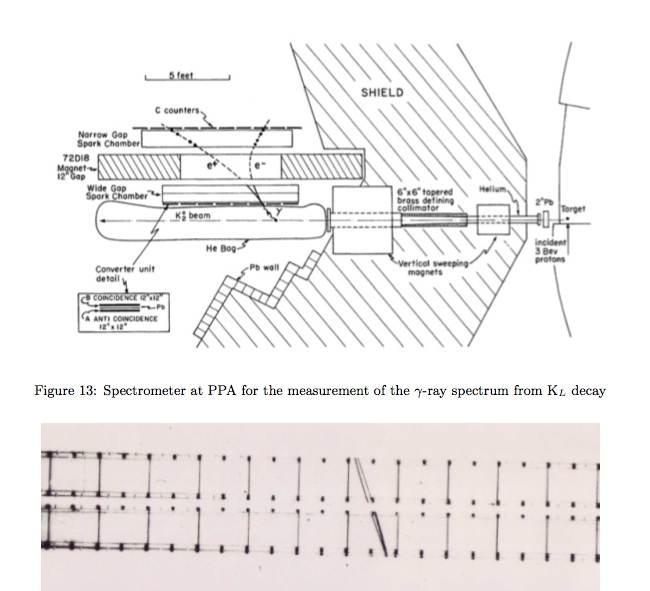 5 feet
SHIELD
C counters
Narrow Gap
Spark Chamber
72D18
Magnet
12" Gap
e+
e-
Wide Gap
Spark Chamber
6"x6" tapered
brass defining
collimator
Helium
2" Pb
Target
K⁰₂ beam
γ
He Bag
incident
3 Bev
protons
Vertical sweeping
magnets
Pb wall
Converter unit
detail
B COINCIDENCE 12"x12"
Pb
A ANTI COINCIDENCE
12" x 12"
Figure 13: Spectrometer at PPA for the measurement of the γ-ray spectrum from K_L decay